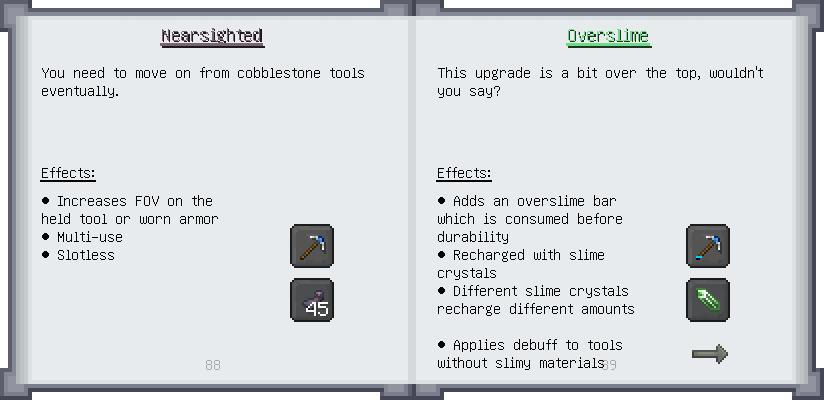 Nearsighted
You need to move on from cobblestone tools
eventually.
Effects:
• Increases FOV on the
held tool or worn armor
• Multi-use
• Slotless
45
88
Overslime
This upgrade is a bit over the top, wouldn't
you say?
Effects:
• Adds an overslime bar
which is consumed before
durability
• Recharged with slime
crystals
• Different slime crystals
recharge different amounts
• Applies debuff to tools
without slimy materials
89